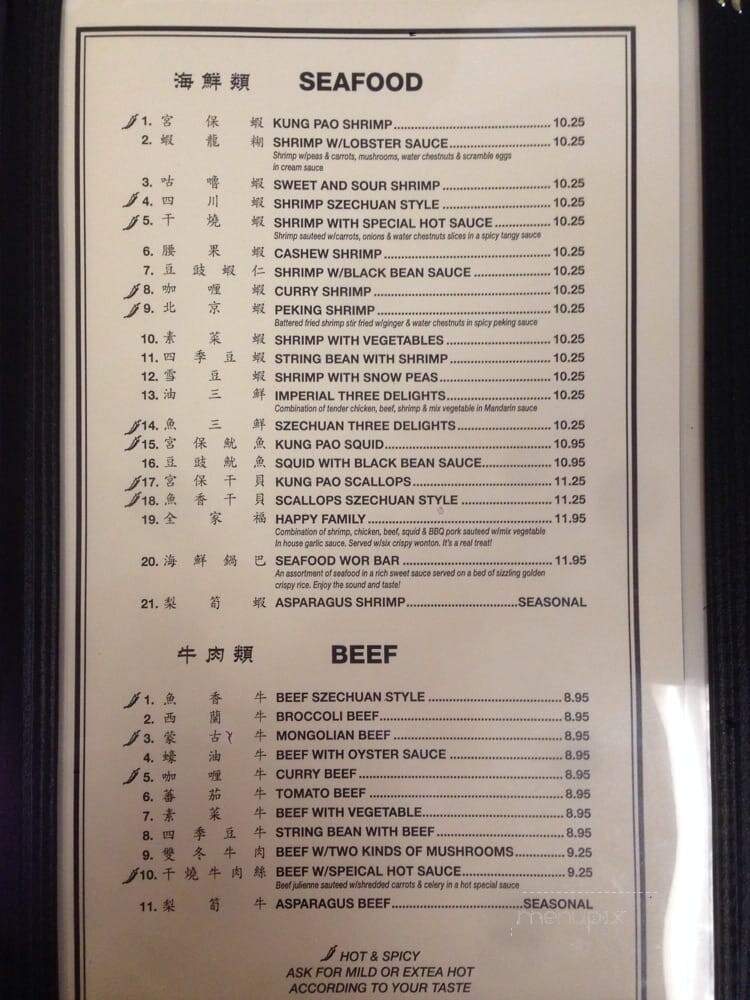 海鮮類 SEAFOOD
1. 宮保蝦 KUNG PAO SHRIMP 10.25
2. 蝦龍糊 SHRIMP W/LOBSTER SAUCE 10.25
Shrimp w/peas & carrots, mushrooms, water chestnuts & scramble eggs
in cream sauce
3. 咕嚕蝦 SWEET AND SOUR SHRIMP 10.25
4. 四川蝦 SHRIMP SZECHUAN STYLE 10.25
5. 干燒蝦 SHRIMP WITH SPECIAL HOT SAUCE 10.25
Shrimp sauteed w/carrots, onions & water chestnuts slices in a spicy tangy sauce
6. 腰果蝦 CASHEW SHRIMP 10.25
7. 豆豉蝦仁 SHRIMP W/BLACK BEAN SAUCE 10.25
8. 咖喱蝦 CURRY SHRIMP 10.25
9. 北京蝦 PEKING SHRIMP 10.25
Battered fried shrimp stir fried w/ginger & water chestnuts in spicy peking sauce
10. 素菜蝦 SHRIMP WITH VEGETABLES 10.25
11. 四季豆蝦 STRING BEAN WITH SHRIMP 10.25
12. 雪豆蝦 SHRIMP WITH SNOW PEAS 10.25
13. 油三鮮 IMPERIAL THREE DELIGHTS 10.25
Combination of tender chicken, beef, shrimp & mix vegetable in Mandarin sauce
14. 魚三鮮 SZECHUAN THREE DELIGHTS 10.25
15. 宮保魷魚 KUNG PAO SQUID 10.95
16. 豆豉魷魚 SQUID WITH BLACK BEAN SAUCE 10.95
17. 宮保干貝 KUNG PAO SCALLOPS 11.25
18. 魚香干貝 SCALLOPS SZECHUAN STYLE 11.25
19. 全家福 HAPPY FAMILY 11.95
Combination of shrimp, chicken, beef, squid & BBQ pork sauteed w/mix vegetable
In house garlic sauce. Served w/six crispy wonton. It's a real treat!
20. 海鮮鍋巴 SEAFOOD WOR BAR 11.95
An assortment of seafood in a rich sweet sauce served on a bed of sizzling golden
crispy rice. Enjoy the sound and taste!
21. 梨筍蝦 ASPARAGUS SHRIMP SEASONAL
牛肉類 BEEF
1. 魚香牛 BEEF SZECHUAN STYLE 8.95
2. 西蘭牛 BROCCOLI BEEF 8.95
3. 蒙古牛 MONGOLIAN BEEF 8.95
4. 蠔油牛 BEEF WITH OYSTER SAUCE 8.95
5. 咖喱牛 CURRY BEEF 8.95
6. 蕃茄牛 TOMATO BEEF 8.95
7. 素菜牛 BEEF WITH VEGETABLE 8.95
8. 四季豆牛 STRING BEAN WITH BEEF 8.95
9. 雙冬牛肉 BEEF W/TWO KINDS OF MUSHROOMS 9.25
10. 干燒牛肉絲 BEEF W/SPEICAL HOT SAUCE 9.25
Beef julienne sauteed w/shredded carrots & celery in a hot special sauce
11. 梨筍牛 ASPARAGUS BEEF SEASONAL
menupix
HOT & SPICY
ASK FOR MILD OR EXTEA HOT
ACCORDING TO YOUR TASTE